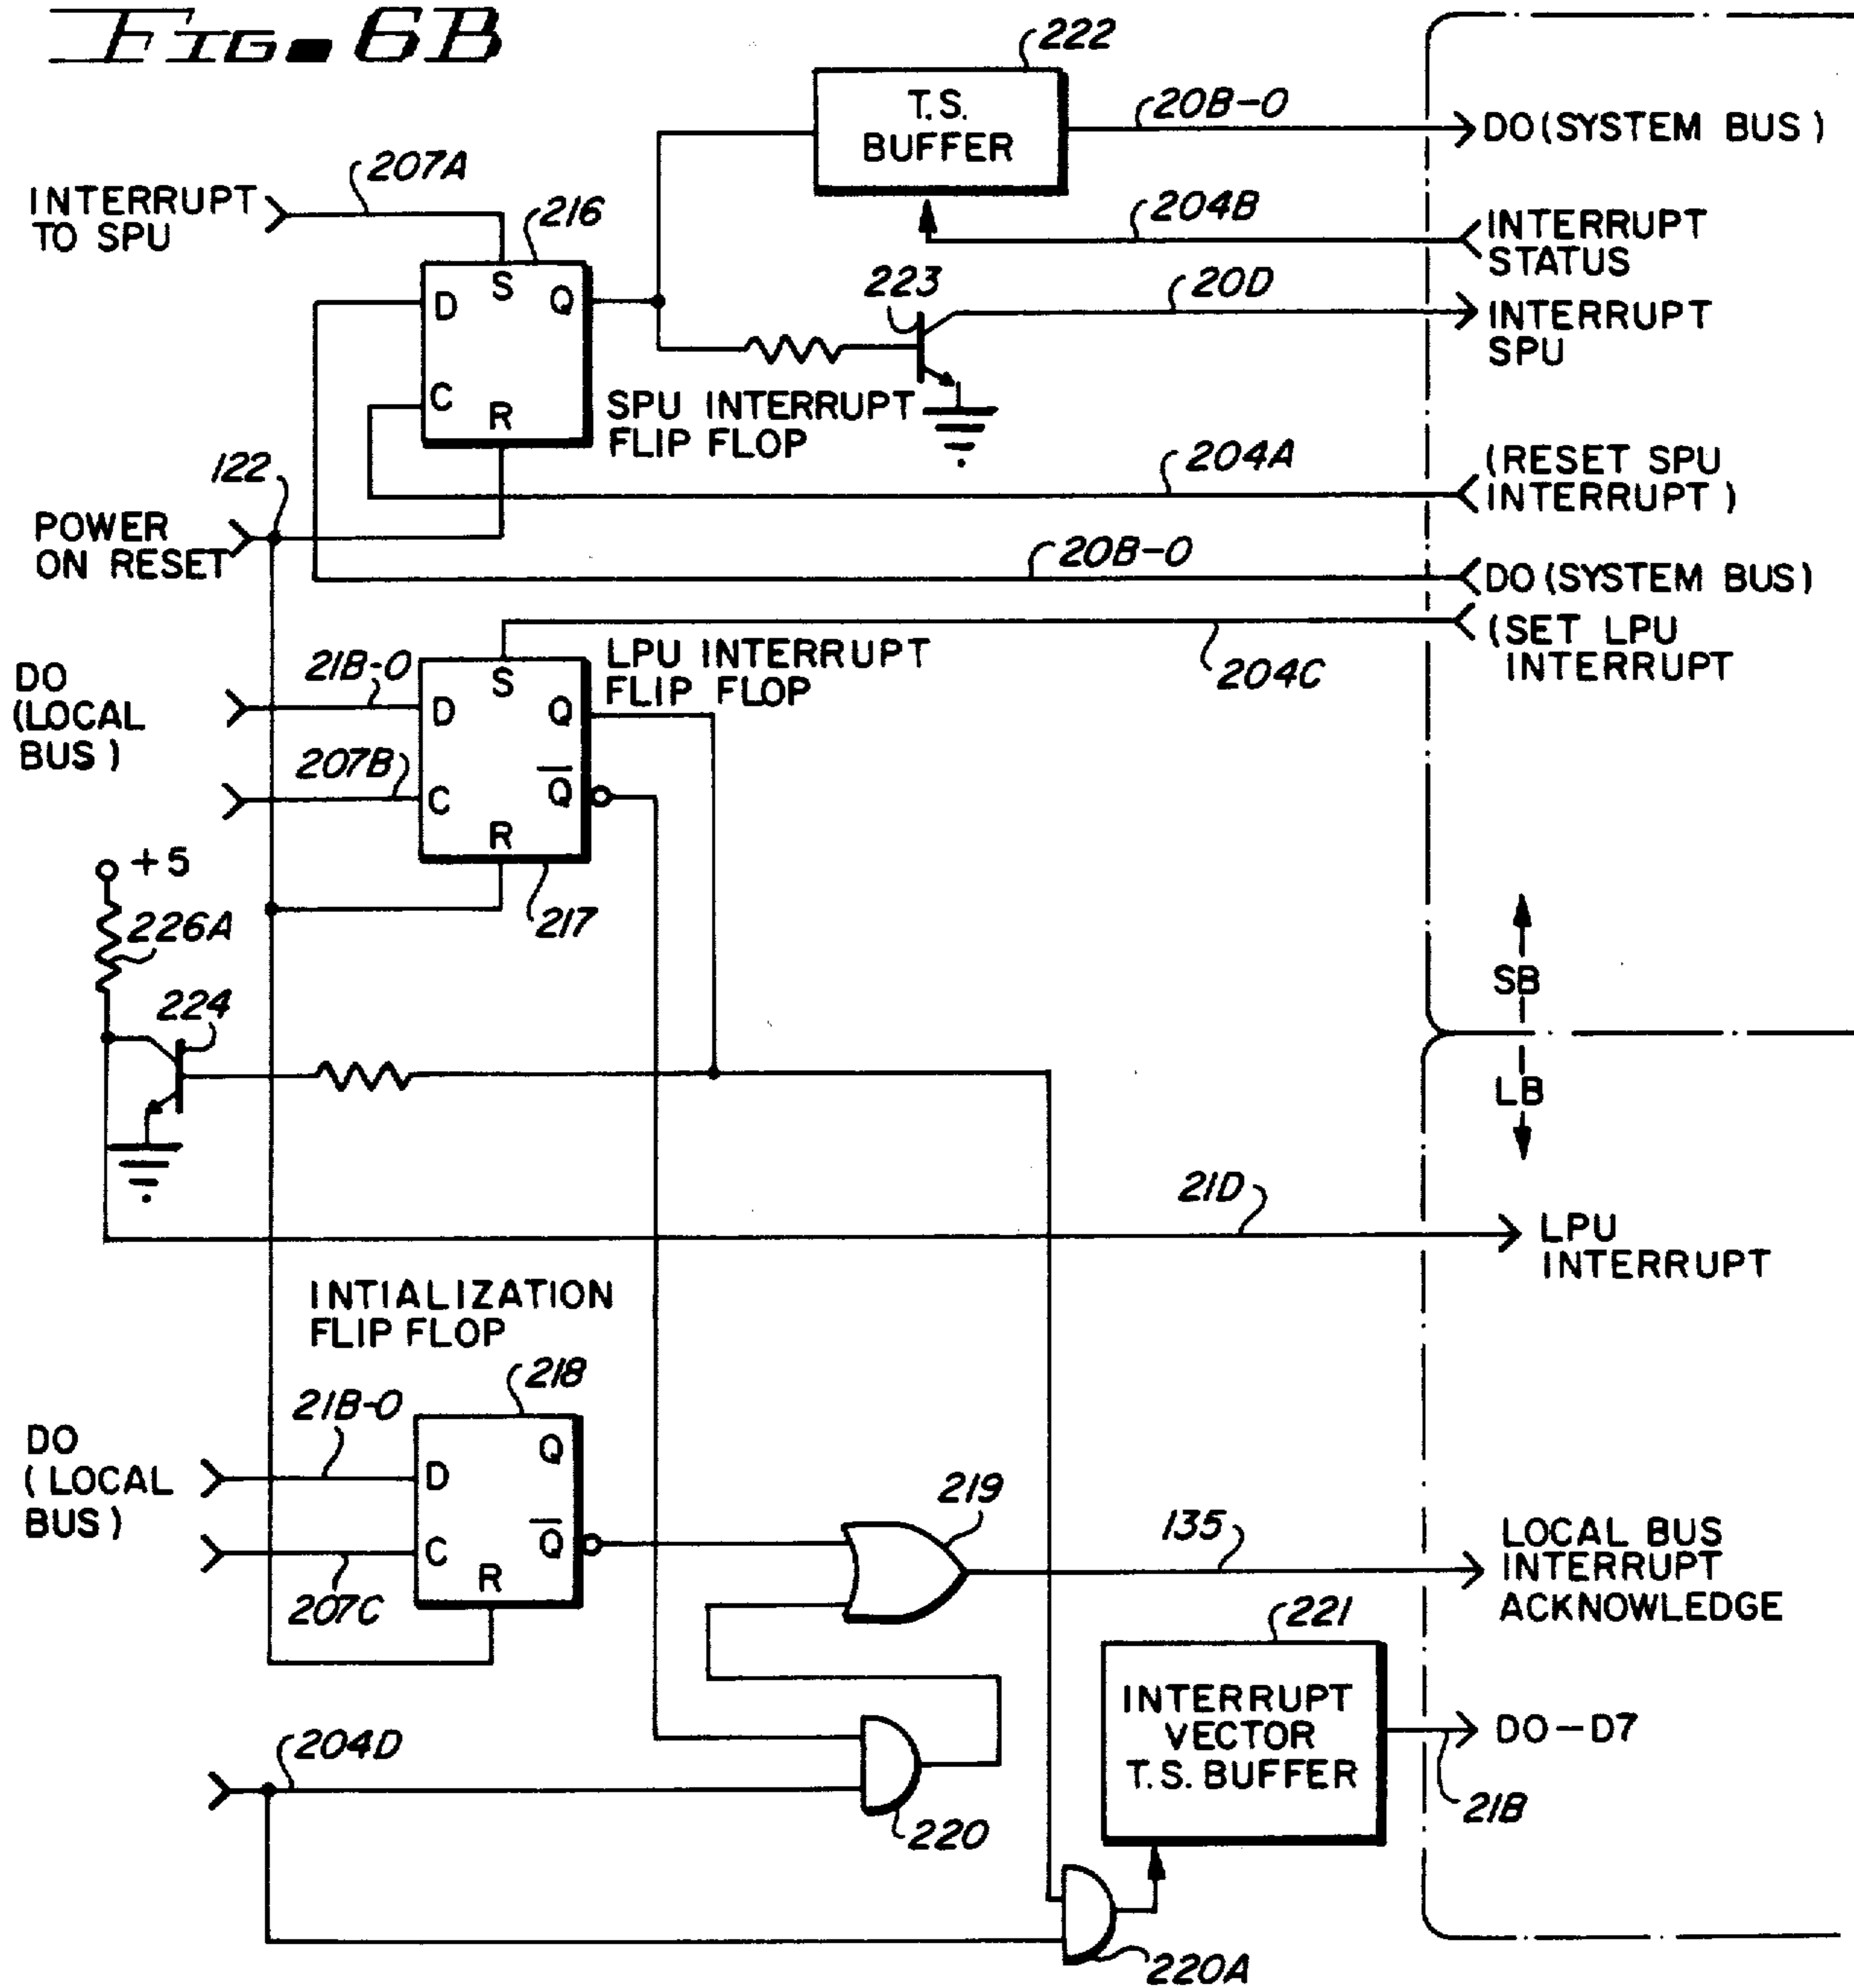 FIG. 6B
222
T.S.
BUFFER
20B-0
DO (SYSTEM BUS)
207A
INTERRUPT
TO SPU
216
204B
INTERRUPT
STATUS
S
D
Q
C
R
223
20D
INTERRUPT
SPU
SPU INTERRUPT
FLIP FLOP
122
204A
(RESET SPU
INTERRUPT)
POWER
ON RESET
20B-0
DO (SYSTEM BUS)
(SET LPU
INTERRUPT
204C
LPU INTERRUPT
FLIP FLOP
DO
(LOCAL
BUS)
21B-0
S
D
Q
207B
C
Q̅
R
217
+5
226A
224
SB
LB
21D
LPU
INTERRUPT
INTIALIZATION
FLIP FLOP
218
21B-0
DO
(LOCAL
BUS)
Q
D
C
Q̅
R
207C
219
135
LOCAL BUS
INTERRUPT
ACKNOWLEDGE
221
INTERRUPT
VECTOR
T.S. BUFFER
DO-D7
21B
204D
220
220A